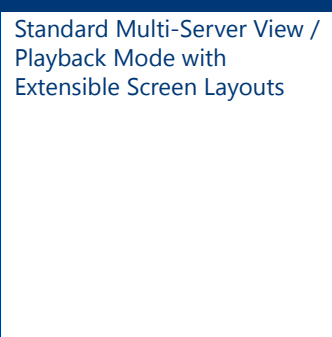 Standard Multi-Server View /
Playback Mode with
Extensible Screen Layouts